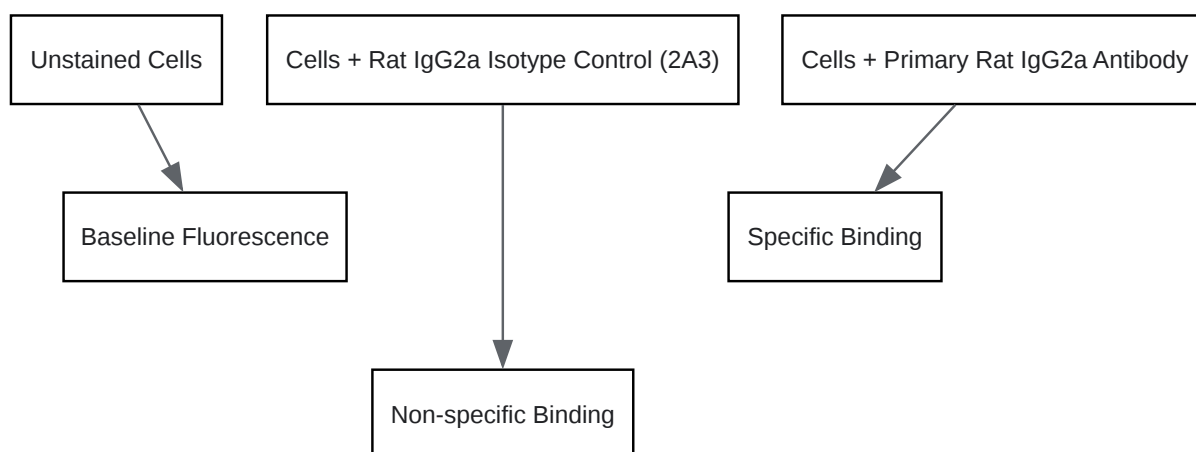 Unstained Cells
Cells + Rat IgG2a Isotype Control (2A3)
Cells + Primary Rat IgG2a Antibody
Baseline Fluorescence
Specific Binding
Non-specific Binding